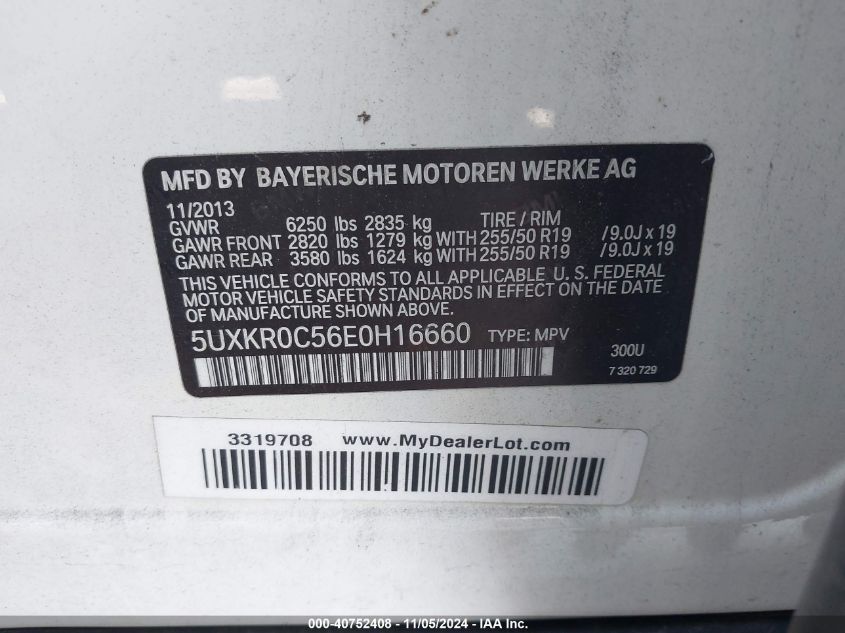 MFD BY BAYERISCHE MOTOREN WERKE AG
11/2013 TIRE / RIM
GVWR 6250 lbs 2835 kg
GAWR FRONT 2820 lbs 1279 kg WITH 255/50 R19 /9.0J x 19
GAWR REAR 3580 lbs 1624 kg WITH 255/50 R19 /9.0J x 19
THIS VEHICLE CONFORMS TO ALL APPLICABLE U. S. FEDERAL
MOTOR VEHICLE SAFETY STANDARDS IN EFFECT ON THE DATE
OF MANUFACTURE SHOWN ABOVE.
5UXKR0C56E0H16660 TYPE: MPV 300U
7 320 729
3319708 www.MyDealerLot.com
000-40752408 - 11/05/2024 - IAA Inc.